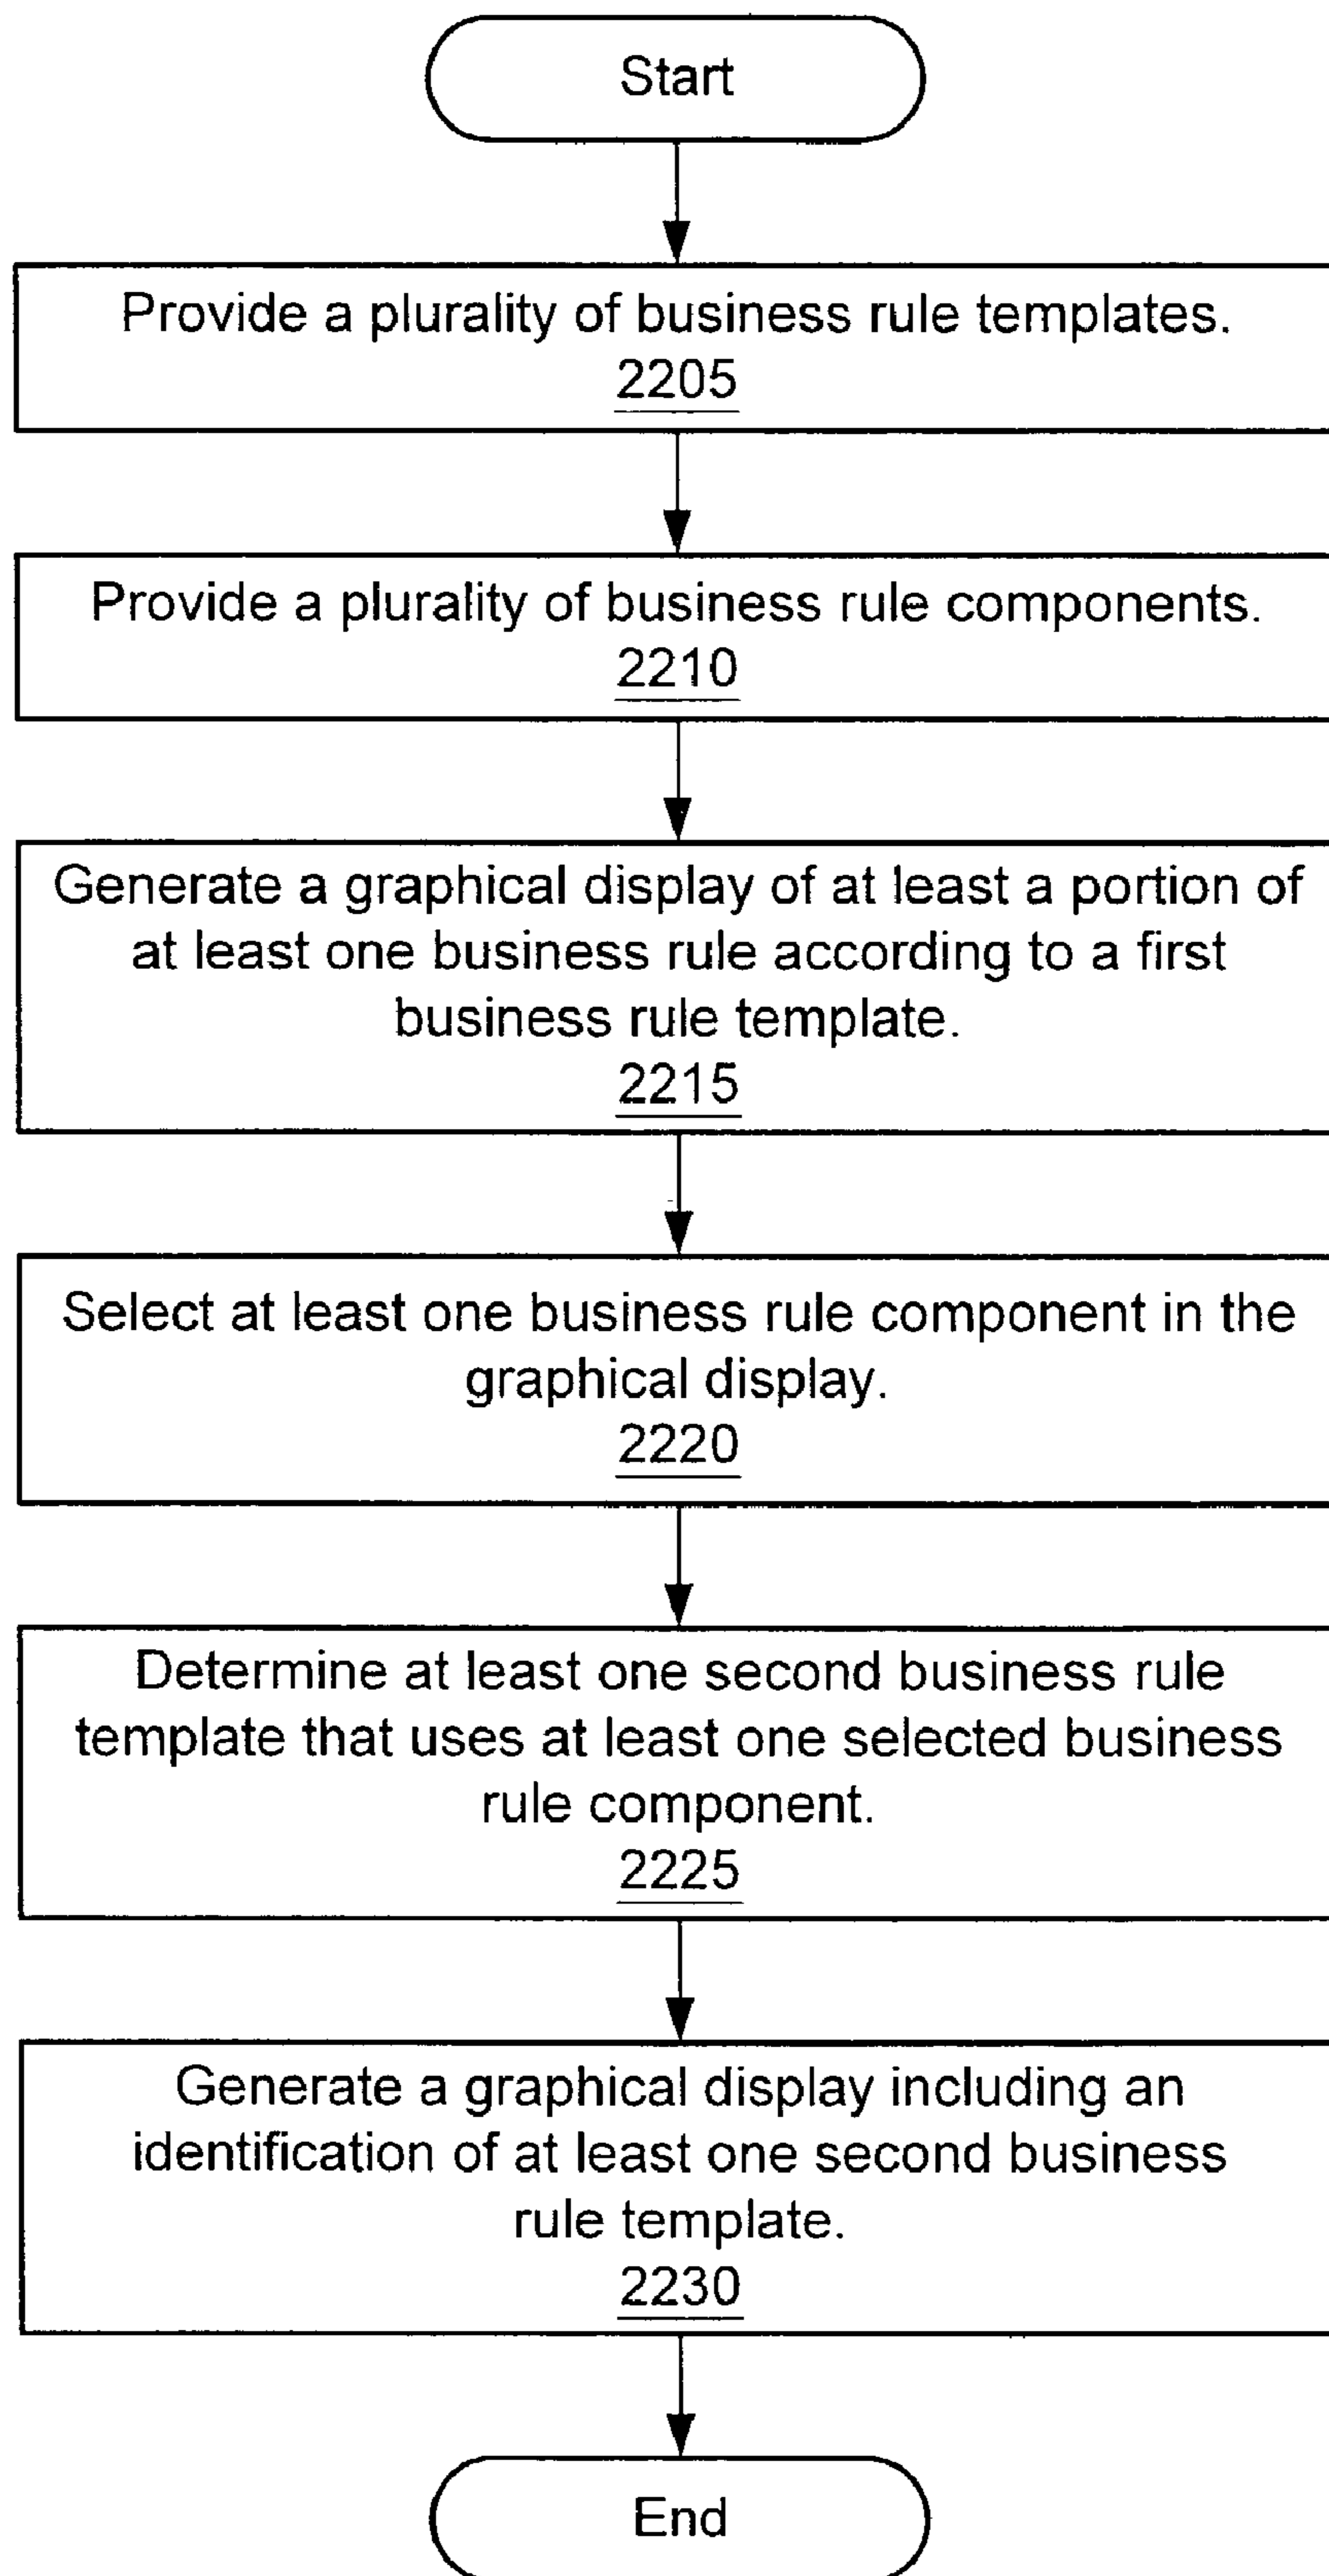 Start
Provide a plurality of business rule templates.
2205
Provide a plurality of business rule components.
2210
Generate a graphical display of at least a portion of
at least one business rule according to a first
business rule template.
2215
Select at least one business rule component in the
graphical display.
2220
Determine at least one second business rule
template that uses at least one selected business
rule component.
2225
Generate a graphical display including an
identification of at least one second business
rule template.
2230
End